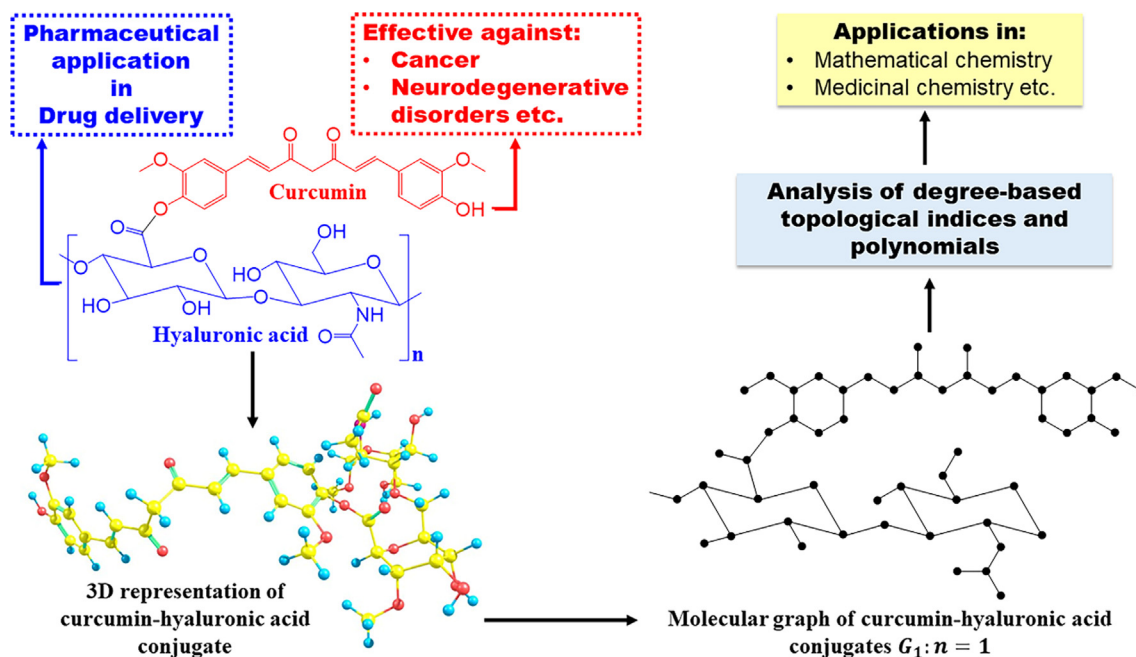 Pharmaceutical
application
in
Drug delivery
Effective against:
• Cancer
• Neurodegenerative
disorders etc.
O
O
O
O
Curcumin
O
OH
O
O
OH
O
O
HO
OH
O
HO
O
O
NH
O
Hyaluronic acid
n
3D representation of
curcumin-hyaluronic acid
conjugate
Applications in:
• Mathematical chemistry
• Medicinal chemistry etc.
Analysis of degree-based
topological indices and
polynomials
Molecular graph of curcumin-hyaluronic acid
conjugates G₁: n = 1